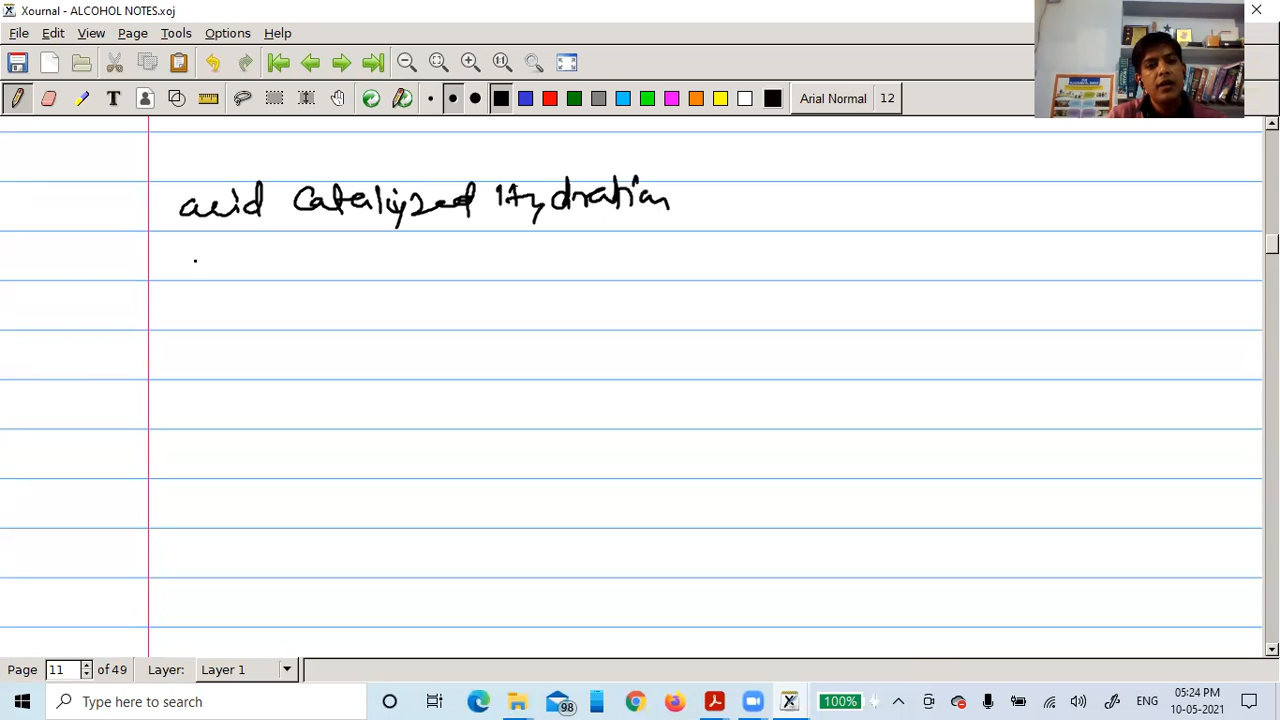 Xournal - ALCOHOL NOTES.xoj
File Edit View Page Tools Options Help
Arial Normal 12
acid Catalyzed Hydration
Page 11 of 49 Layer: Layer 1
Type here to search
98
100%
ENG
05:24 PM
10-05-2021